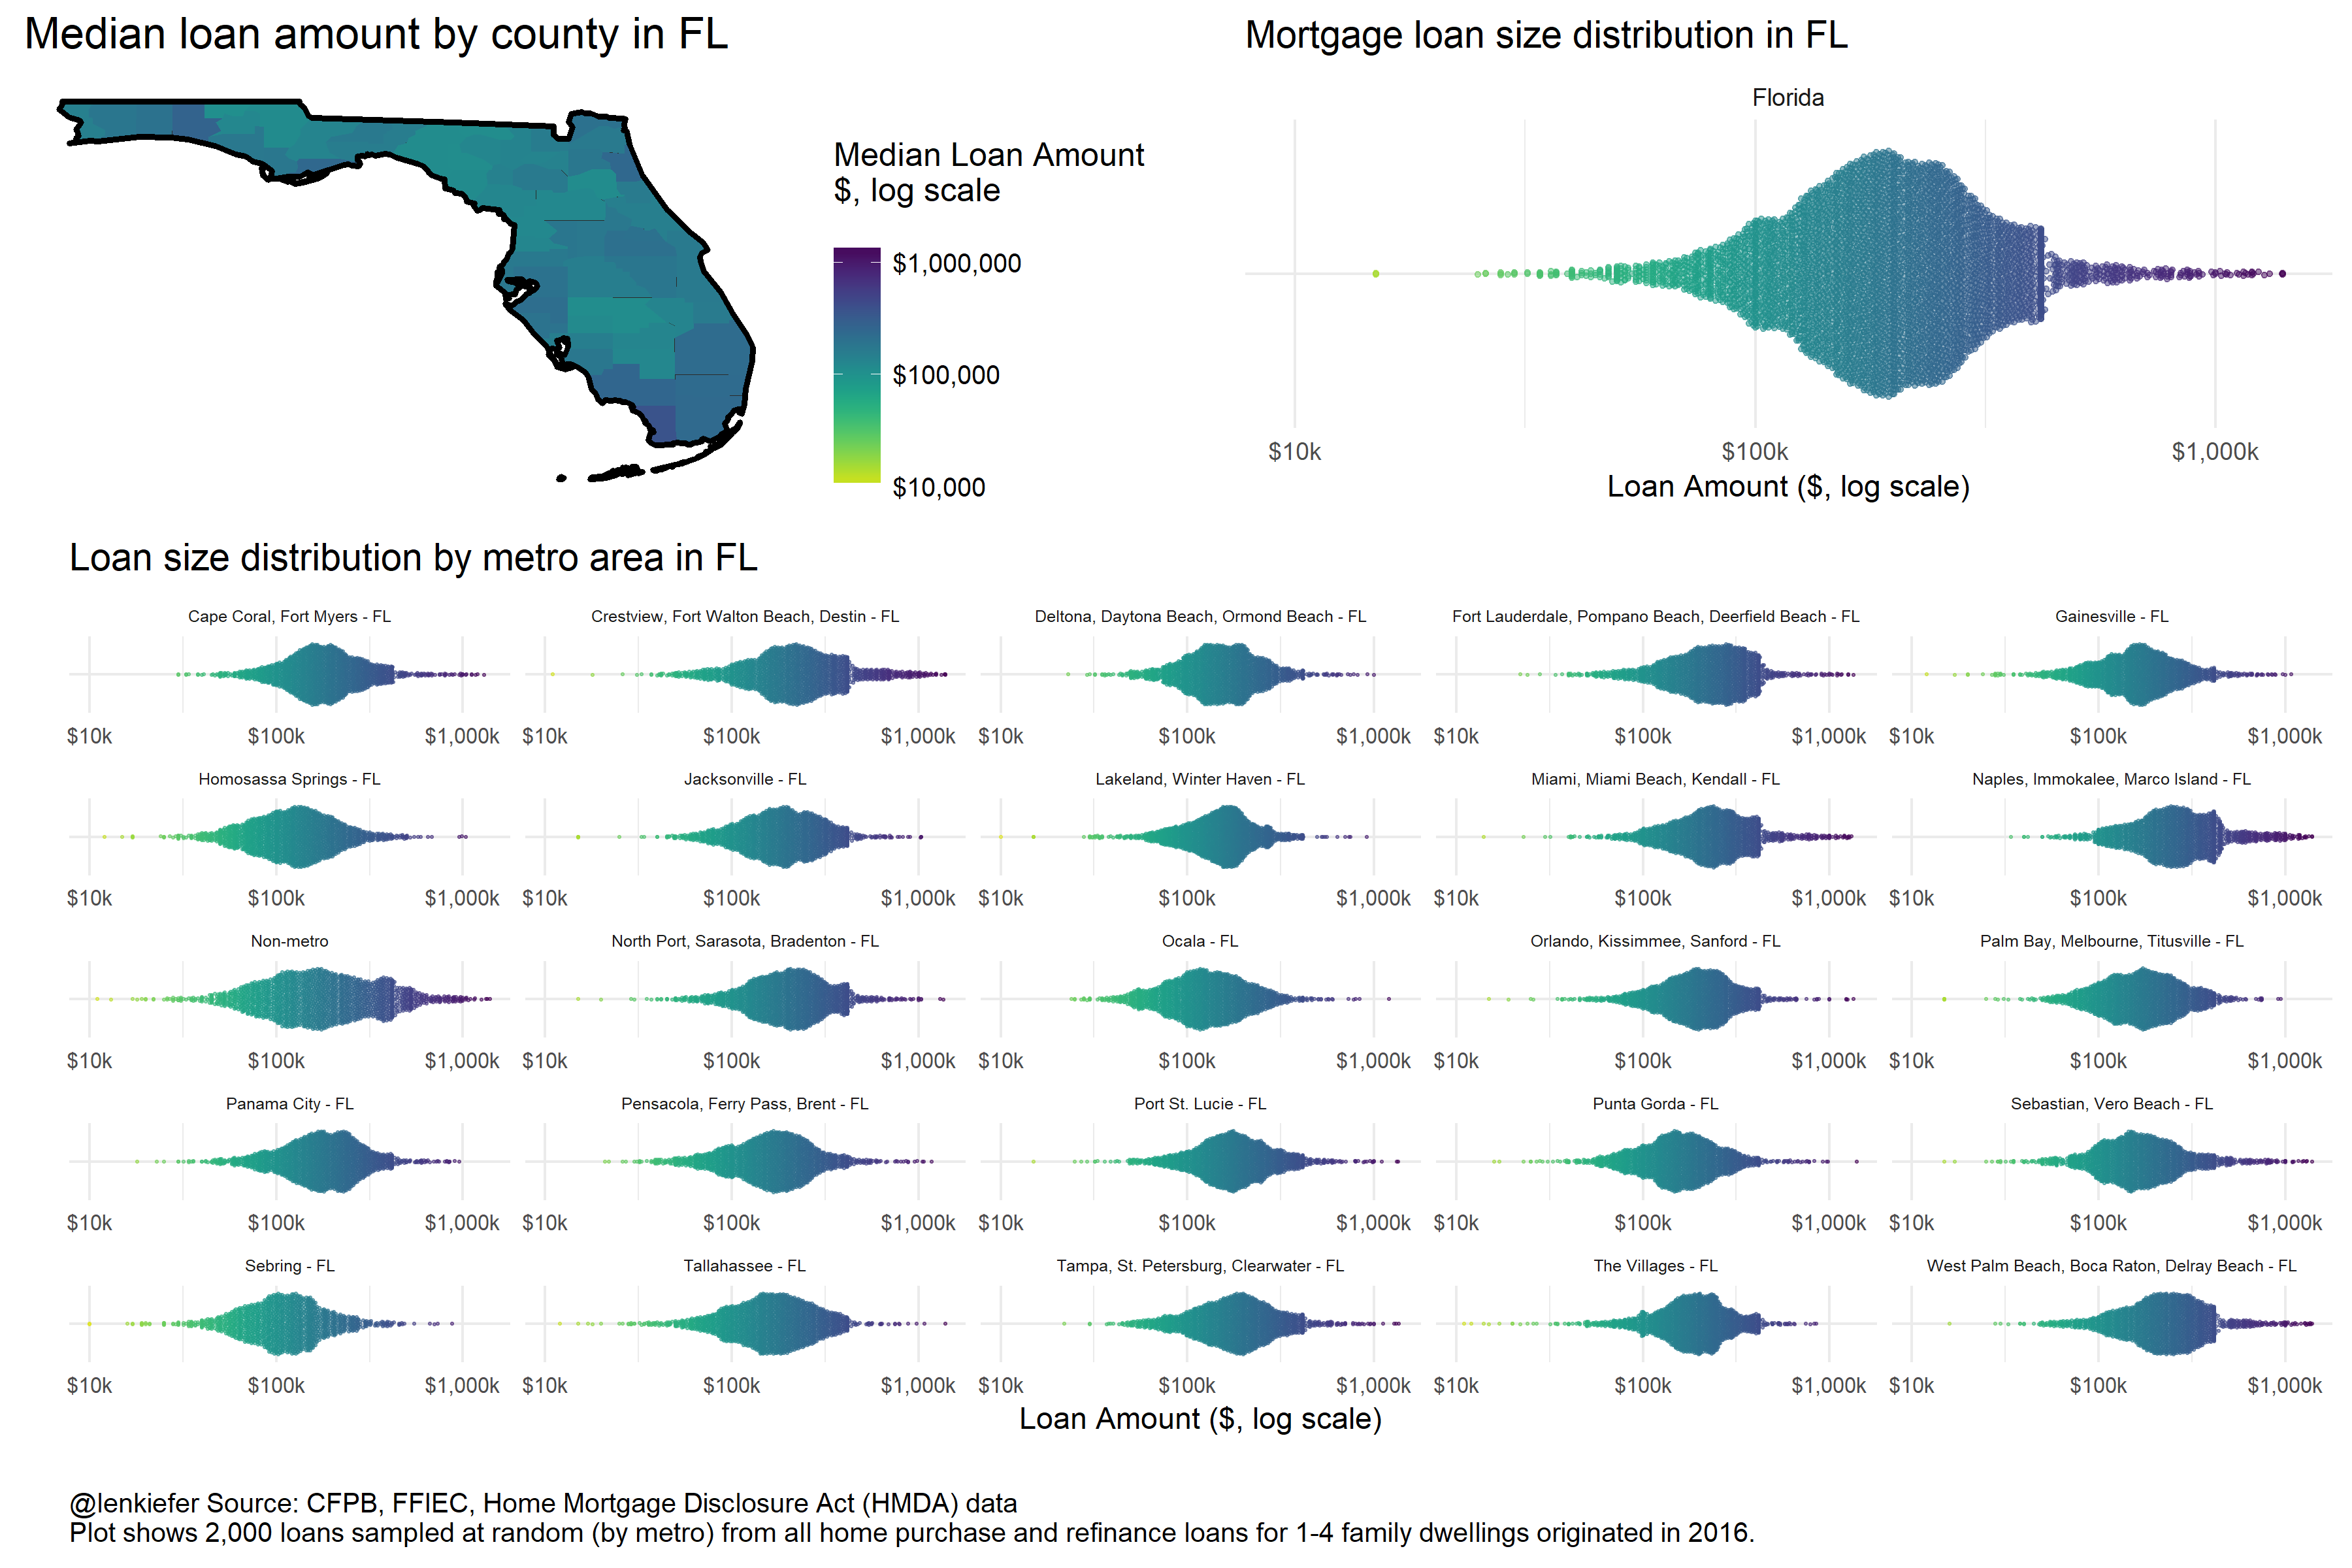 Median loan amount by county in FL
Median Loan Amount
$, log scale
$1,000,000
$100,000
$10,000
Mortgage loan size distribution in FL
Florida
$10k $100k $1,000k
Loan Amount ($, log scale)
Loan size distribution by metro area in FL
Cape Coral, Fort Myers - FL Crestview, Fort Walton Beach, Destin - FL Deltona, Daytona Beach, Ormond Beach - FL Fort Lauderdale, Pompano Beach, Deerfield Beach - FL Gainesville - FL
$10k $100k $1,000k $10k $100k $1,000k $10k $100k $1,000k $10k $100k $1,000k $10k $100k $1,000k
Homosassa Springs - FL Jacksonville - FL Lakeland, Winter Haven - FL Miami, Miami Beach, Kendall - FL Naples, Immokalee, Marco Island - FL
$10k $100k $1,000k $10k $100k $1,000k $10k $100k $1,000k $10k $100k $1,000k $10k $100k $1,000k
Non-metro North Port, Sarasota, Bradenton - FL Ocala - FL Orlando, Kissimmee, Sanford - FL Palm Bay, Melbourne, Titusville - FL
$10k $100k $1,000k $10k $100k $1,000k $10k $100k $1,000k $10k $100k $1,000k $10k $100k $1,000k
Panama City - FL Pensacola, Ferry Pass, Brent - FL Port St. Lucie - FL Punta Gorda - FL Sebastian, Vero Beach - FL
$10k $100k $1,000k $10k $100k $1,000k $10k $100k $1,000k $10k $100k $1,000k $10k $100k $1,000k
Sebring - FL Tallahassee - FL Tampa, St. Petersburg, Clearwater - FL The Villages - FL West Palm Beach, Boca Raton, Delray Beach - FL
$10k $100k $1,000k $10k $100k $1,000k $10k $100k $1,000k $10k $100k $1,000k $10k $100k $1,000k
Loan Amount ($, log scale)
@lenkiefer Source: CFPB, FFIEC, Home Mortgage Disclosure Act (HMDA) data
Plot shows 2,000 loans sampled at random (by metro) from all home purchase and refinance loans for 1-4 family dwellings originated in 2016.